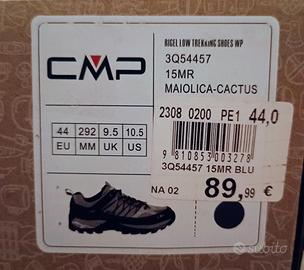 CMP
RIGEL LOW TREKKING SHOES WP
3Q54457
15MR
MAIOLICA-CACTUS
44 292 9.5 10.5
EU MM UK US
2308 0200 PE1 44,0
9 810853 003278
3Q54457 15MR BLU
NA 02 89,99 €
subito